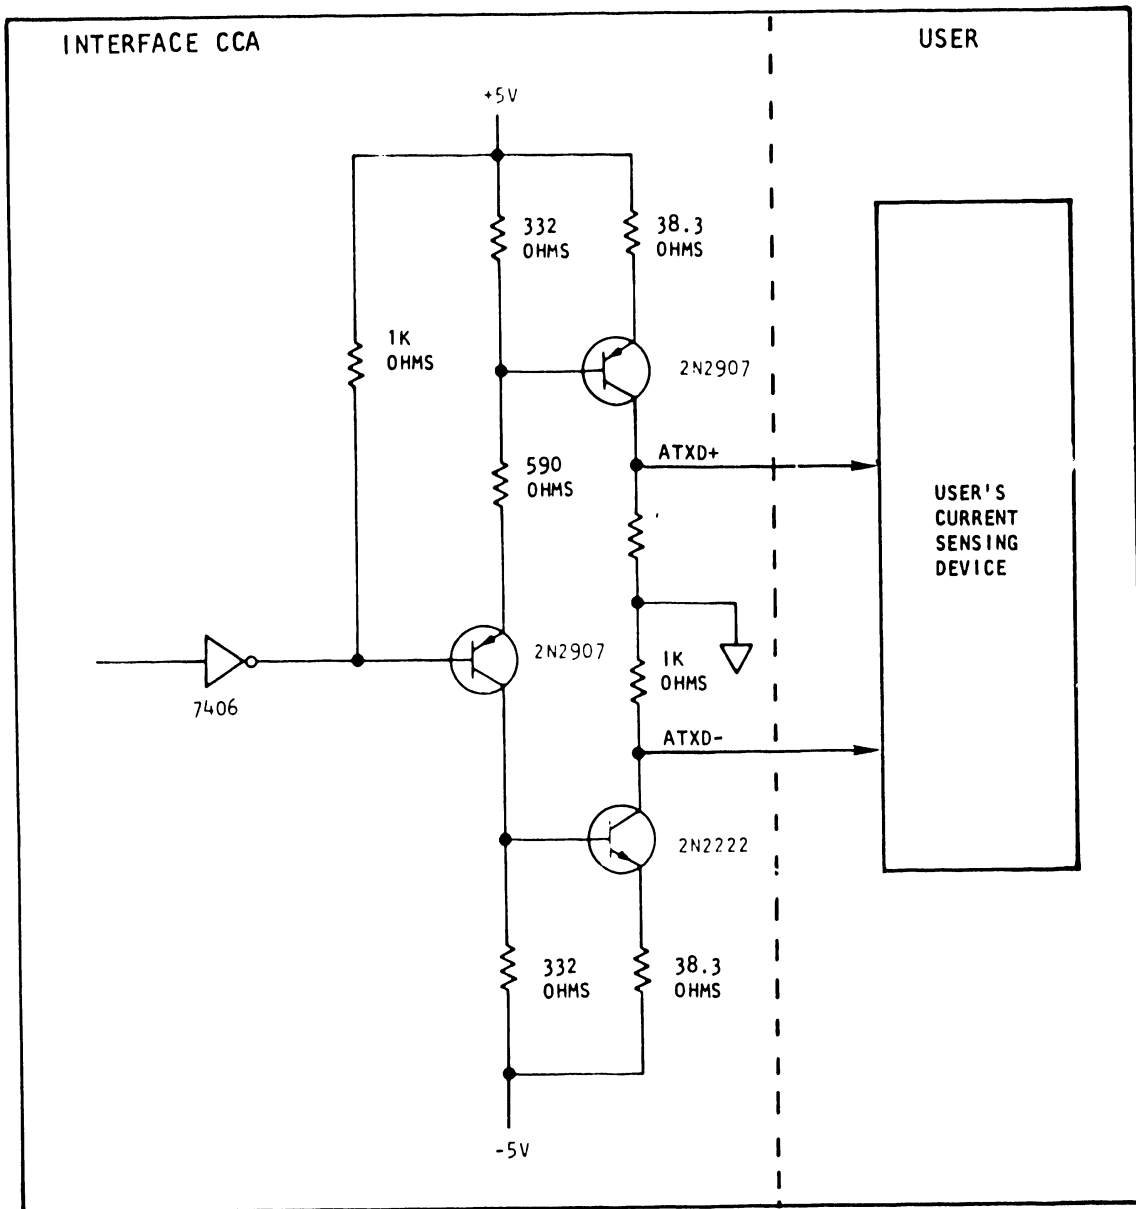 INTERFACE CCA
USER
+5V
332
OHMS
38.3
OHMS
1K
OHMS
2N2907
ATXD+
590
OHMS
USER'S
CURRENT
SENSING
DEVICE
2N2907
1K
OHMS
7406
ATXD-
2N2222
332
OHMS
38.3
OHMS
-5V